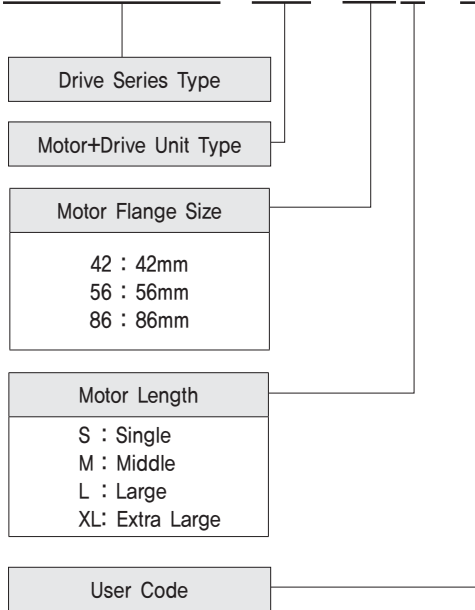 Drive Series Type
Motor+Drive Unit Type
Motor Flange Size
42 : 42mm
56 : 56mm
86 : 86mm
Motor Length
S : Single
M : Middle
L : Large
XL: Extra Large
User Code